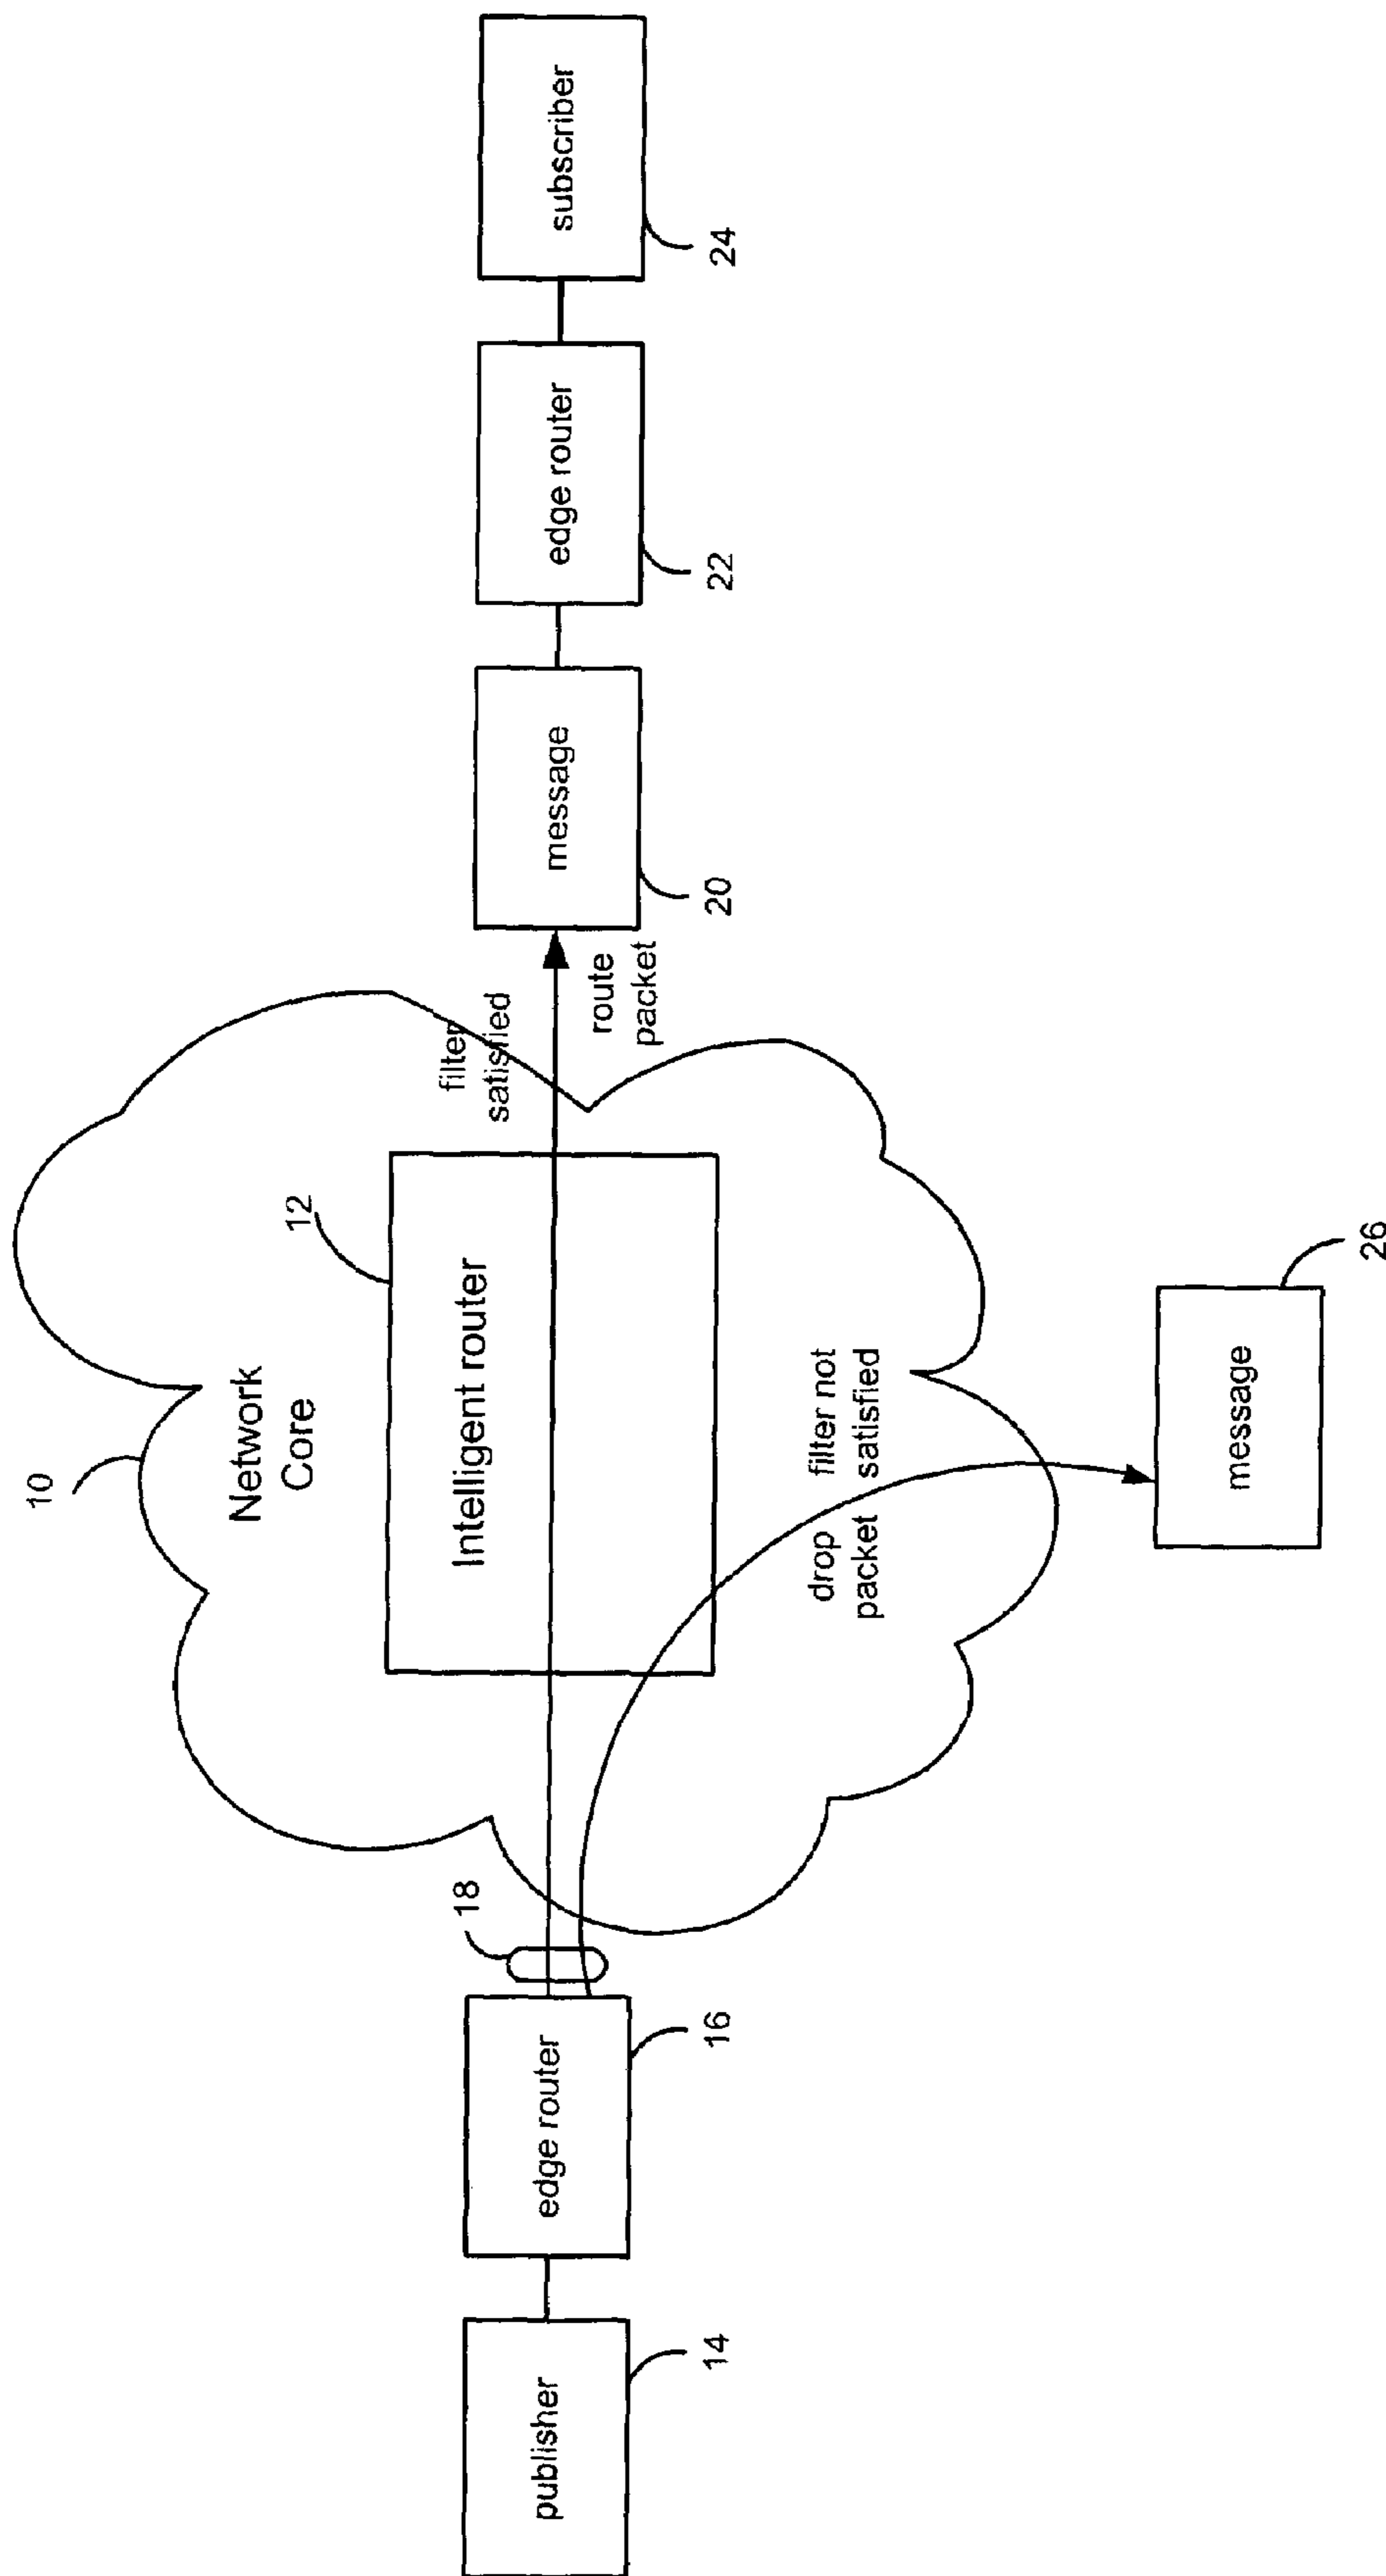 publisher
14
edge router
16
18
10
Network
Core
12
Intelligent router
filter
satisfied
route
packet
drop
packet
filter not
satisfied
message
26
message
20
edge router
22
subscriber
24